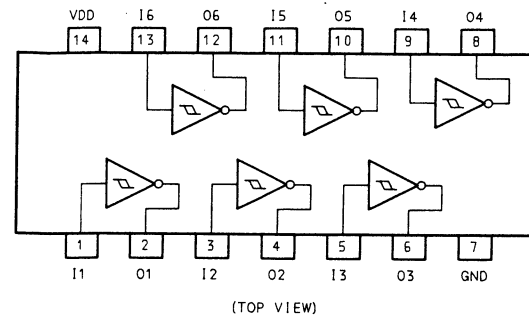 VDD I6 O6 I5 O5 I4 O4
14 13 12 11 10 9 8
1 2 3 4 5 6 7
I1 O1 I2 O2 I3 O3 GND
(TOP VIEW)